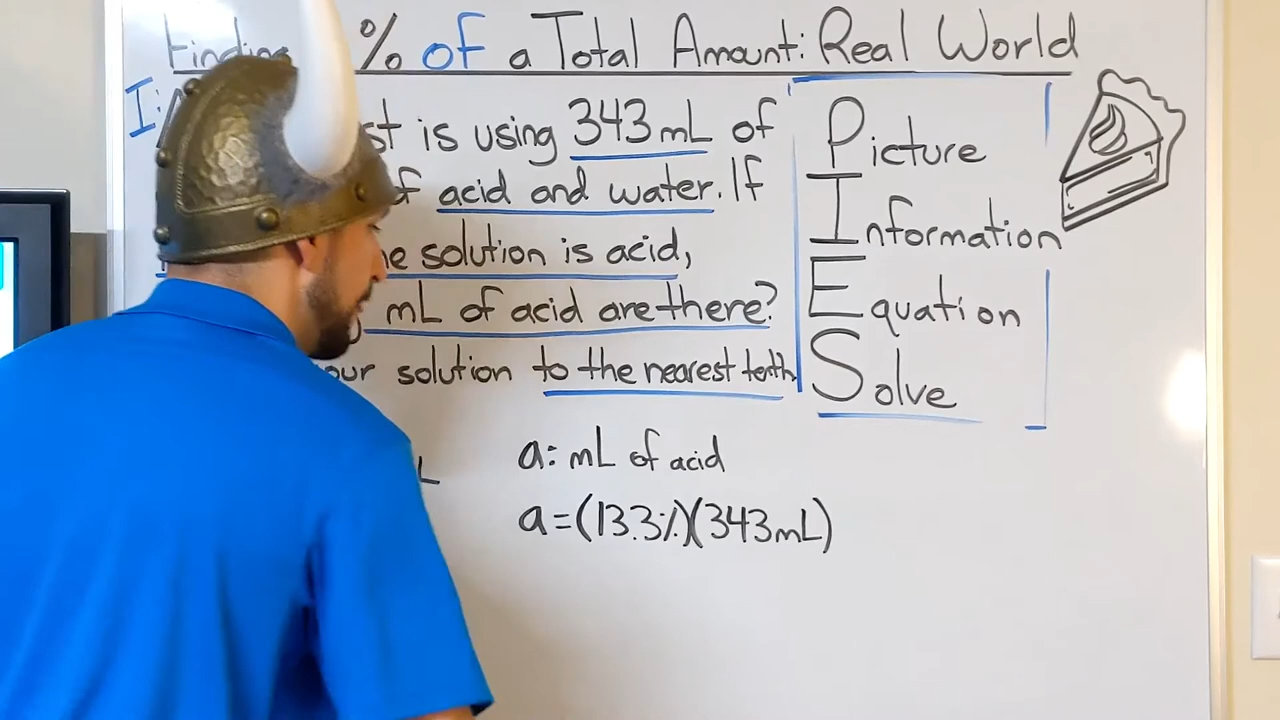 Finding % of a Total Amount: Real World
I:
is using 343 mL of
of acid and water. If
solution is acid,
mL of acid are there?
solution to the nearest tenth.
Picture
Information
Equation
Solve
a: mL of acid
a=(13.3%)(343mL)